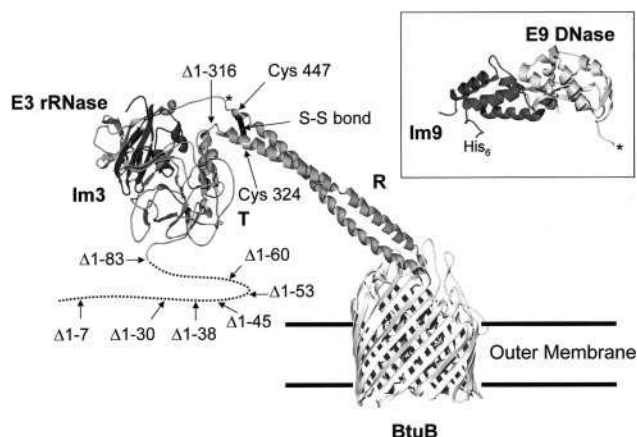 E9 DNase
Im9
His6
*
Δ1-316
Cys 447
*
E3 rRNase
S-S bond
Im3
Cys 324
R
T
Δ1-83
Δ1-60
Δ1-53
Δ1-7
Δ1-30
Δ1-38
Δ1-45
Outer Membrane
BtuB